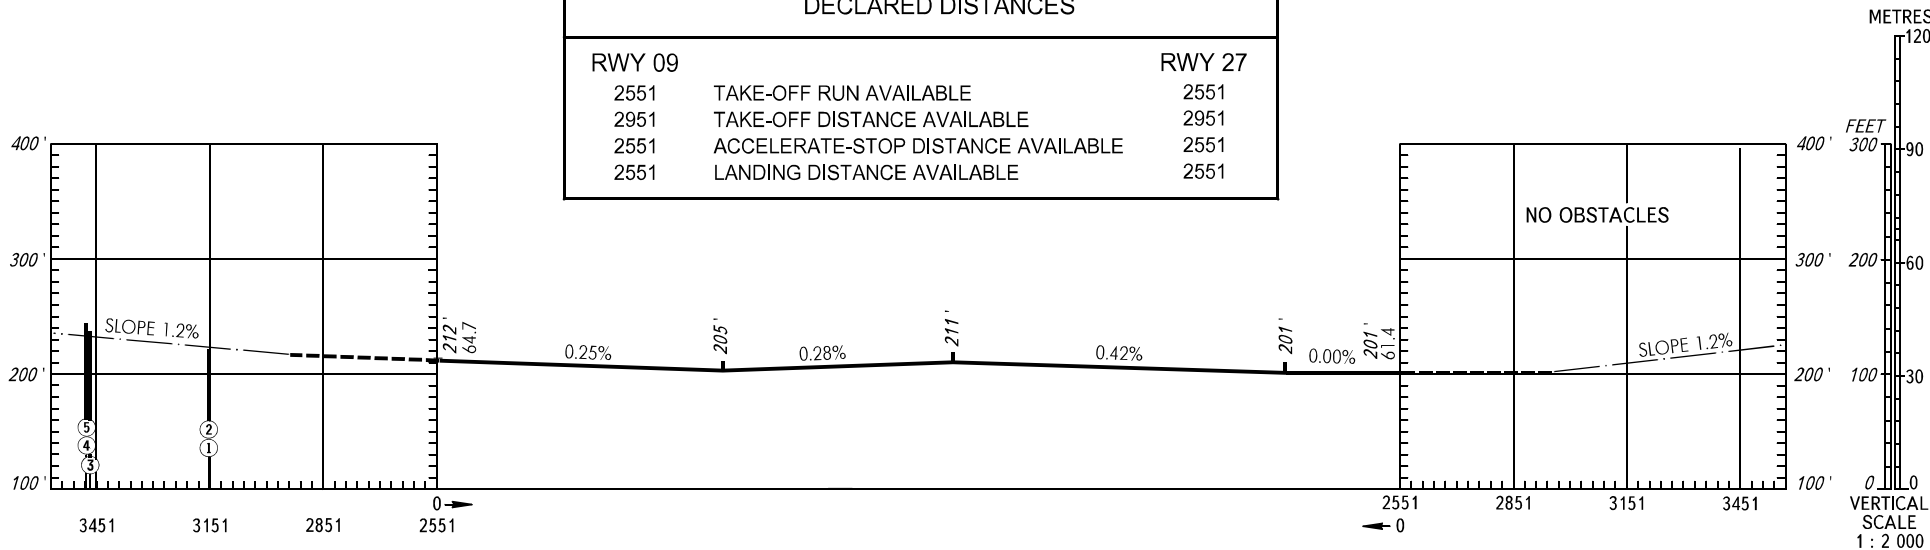 DECLARED DISTANCES
RWY 09 RWY 27
2551 TAKE-OFF RUN AVAILABLE 2551
2951 TAKE-OFF DISTANCE AVAILABLE 2951
2551 ACCELERATE-STOP DISTANCE AVAILABLE 2551
2551 LANDING DISTANCE AVAILABLE 2551
400'
300'
200'
100'
SLOPE 1.2%
5
4
3
2
1
3451 3151 2851 2551
0
212'
64.7
0.25%
205'
0.28%
211'
0.42%
201'
0.00%
201'
61.4
0
400'
300'
200'
100'
NO OBSTACLES
SLOPE 1.2%
2551 2851 3151 3451
METRES
120
90
60
30
0
FEET
300
200
100
0
VERTICAL
SCALE
1 : 2 000